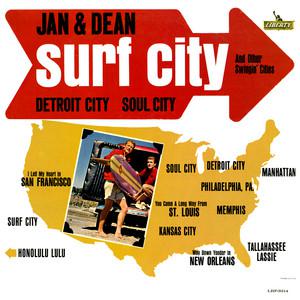 JAN & DEAN
LIBERTY
surf city
And Other
Swingin' Cities
DETROIT CITY SOUL CITY
I Left My Heart In
SAN FRANCISCO
SOUL CITY
DETROIT CITY
MANHATTAN
PHILADELPHIA, PA.
You Came A Long Way From
ST. LOUIS
MEMPHIS
SURF CITY
KANSAS CITY
HONOLULU LULU
Way Down Yonder In
NEW ORLEANS
TALLAHASSEE
LASSIE